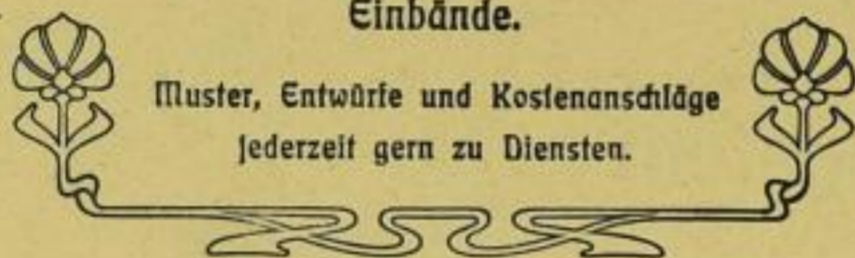 Einbände.
Muster, Entwürfe und Kostenanschläge
jederzeit gern zu Diensten.